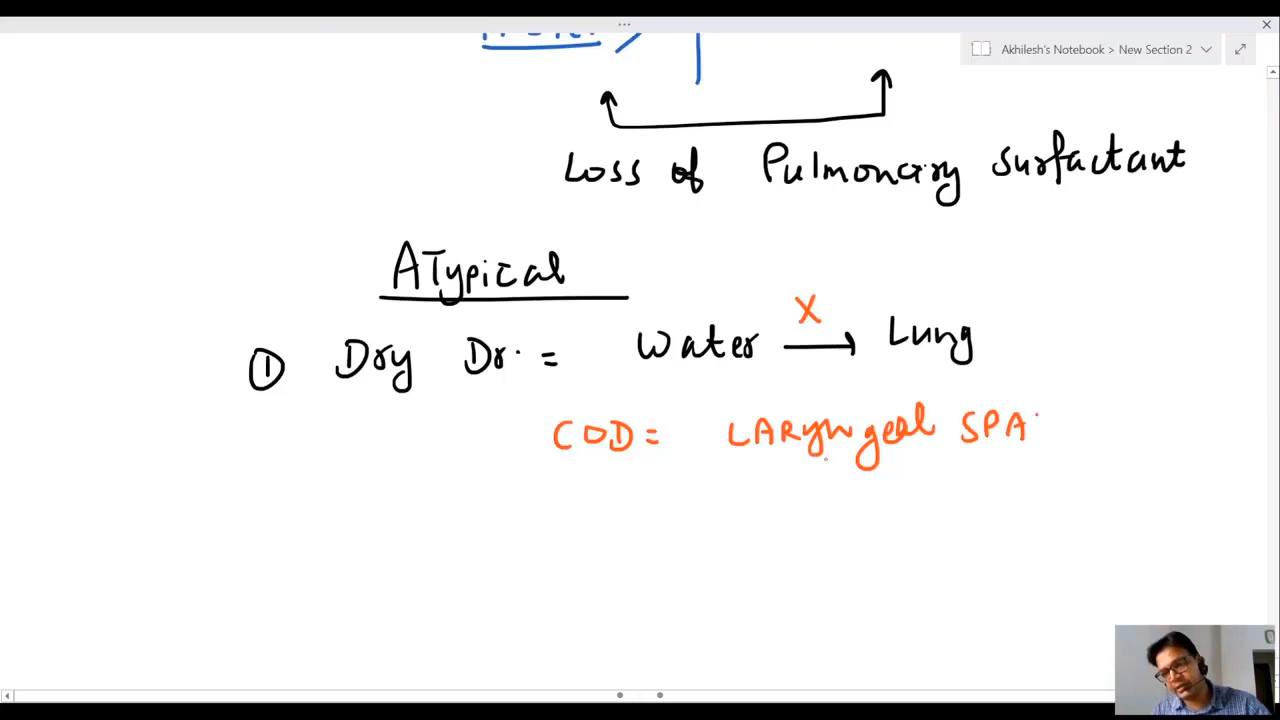 Akhilesh's Notebook > New Section 2
Loss of Pulmonary surfactant
ATypical
① Dry Dr. = Water X → Lung
COD = LARyngeal SPA